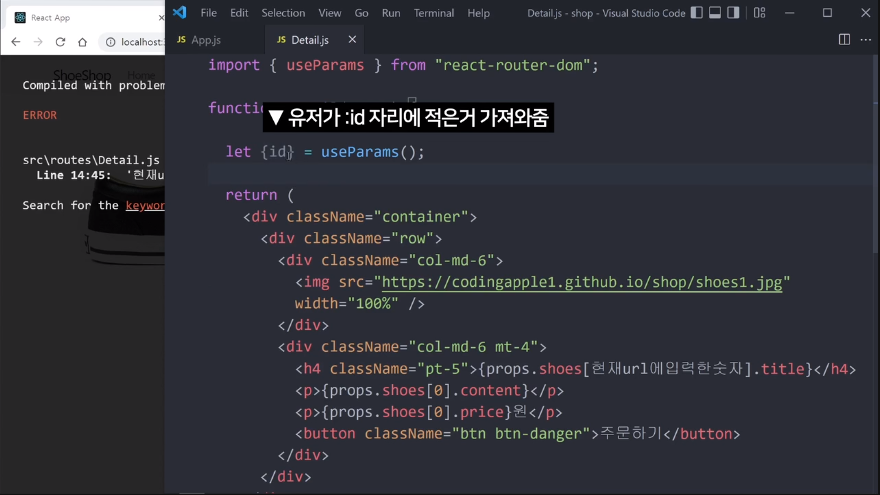 React App
File Edit Selection View Go Run Terminal Help
Detail.js - shop - Visual Studio Code
localhost:
JS App.js
JS Detail.js
ShoeShop Home
Compiled with problem
ERROR
src\routes\Detail.js
Line 14:45: '현재ur
Search for the keywor
import { useParams } from "react-router-dom";
functio
▼ 유저가 :id 자리에 적은거 가져와줌
let {id} = useParams();
return (
<div className="container">
<div className="row">
<div className="col-md-6">
<img src="https://codingapple1.github.io/shop/shoes1.jpg"
width="100%" />
</div>
<div className="col-md-6 mt-4">
<h4 className="pt-5">{props.shoes[현재url에입력한숫자].title}</h4>
<p>{props.shoes[0].content}</p>
<p>{props.shoes[0].price}원</p>
<button className="btn btn-danger">주문하기</button>
</div>
</div>